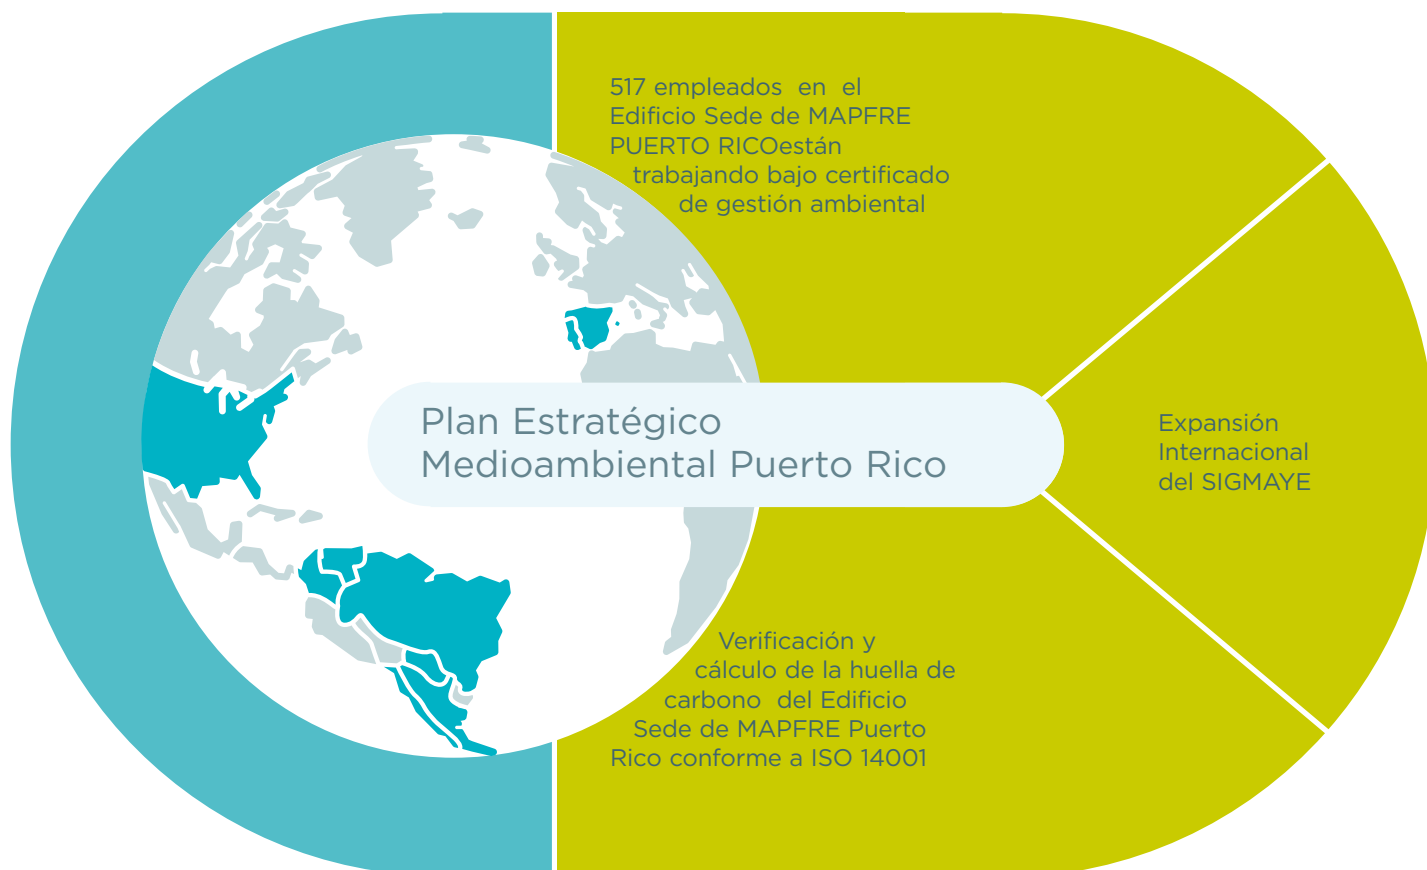 517 empleados en el
Edificio Sede de MAPFRE
PUERTO RICOestán
trabajando bajo certificado
de gestión ambiental
Plan Estratégico
Medioambiental Puerto Rico
Expansión
Internacional
del SIGMAYE
Verificación y
cálculo de la huella de
carbono del Edificio
Sede de MAPFRE Puerto
Rico conforme a ISO 14001